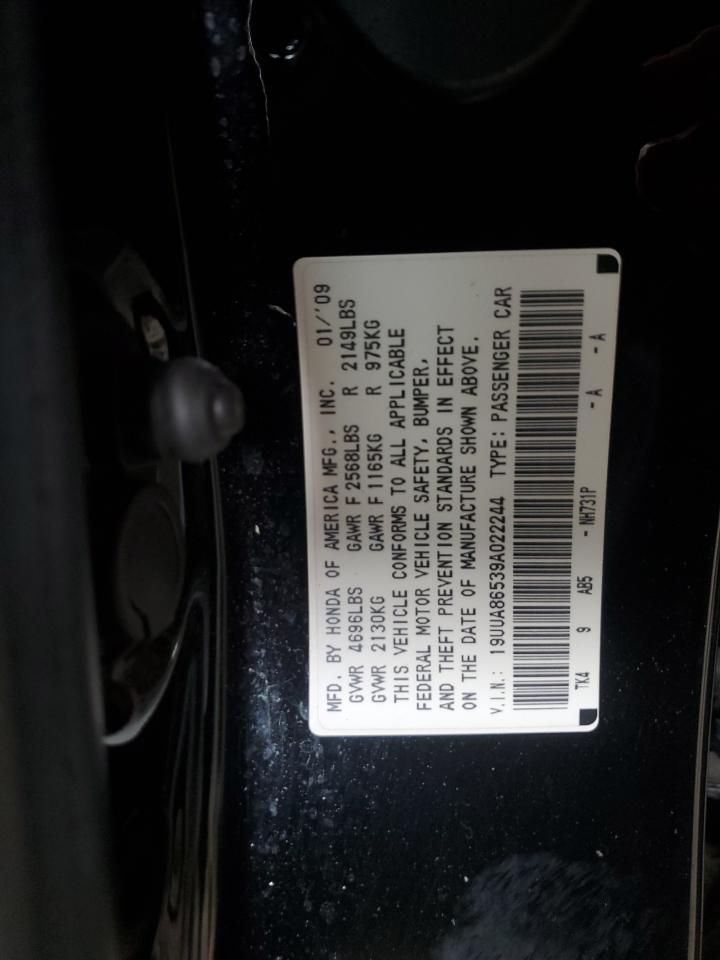 MFD. BY HONDA OF AMERICA MFG., INC. 01/'09
GVWR 4696LBS GAWR F 2568LBS R 2149LBS
GVWR 2130KG GAWR F 1165KG R 975KG
THIS VEHICLE CONFORMS TO ALL APPLICABLE
FEDERAL MOTOR VEHICLE SAFETY, BUMPER,
AND THEFT PREVENTION STANDARDS IN EFFECT
ON THE DATE OF MANUFACTURE SHOWN ABOVE.
V.I.N.: 19UUA86539A022244 TYPE: PASSENGER CAR
TK4 9 AB5 - NH731P - A - A